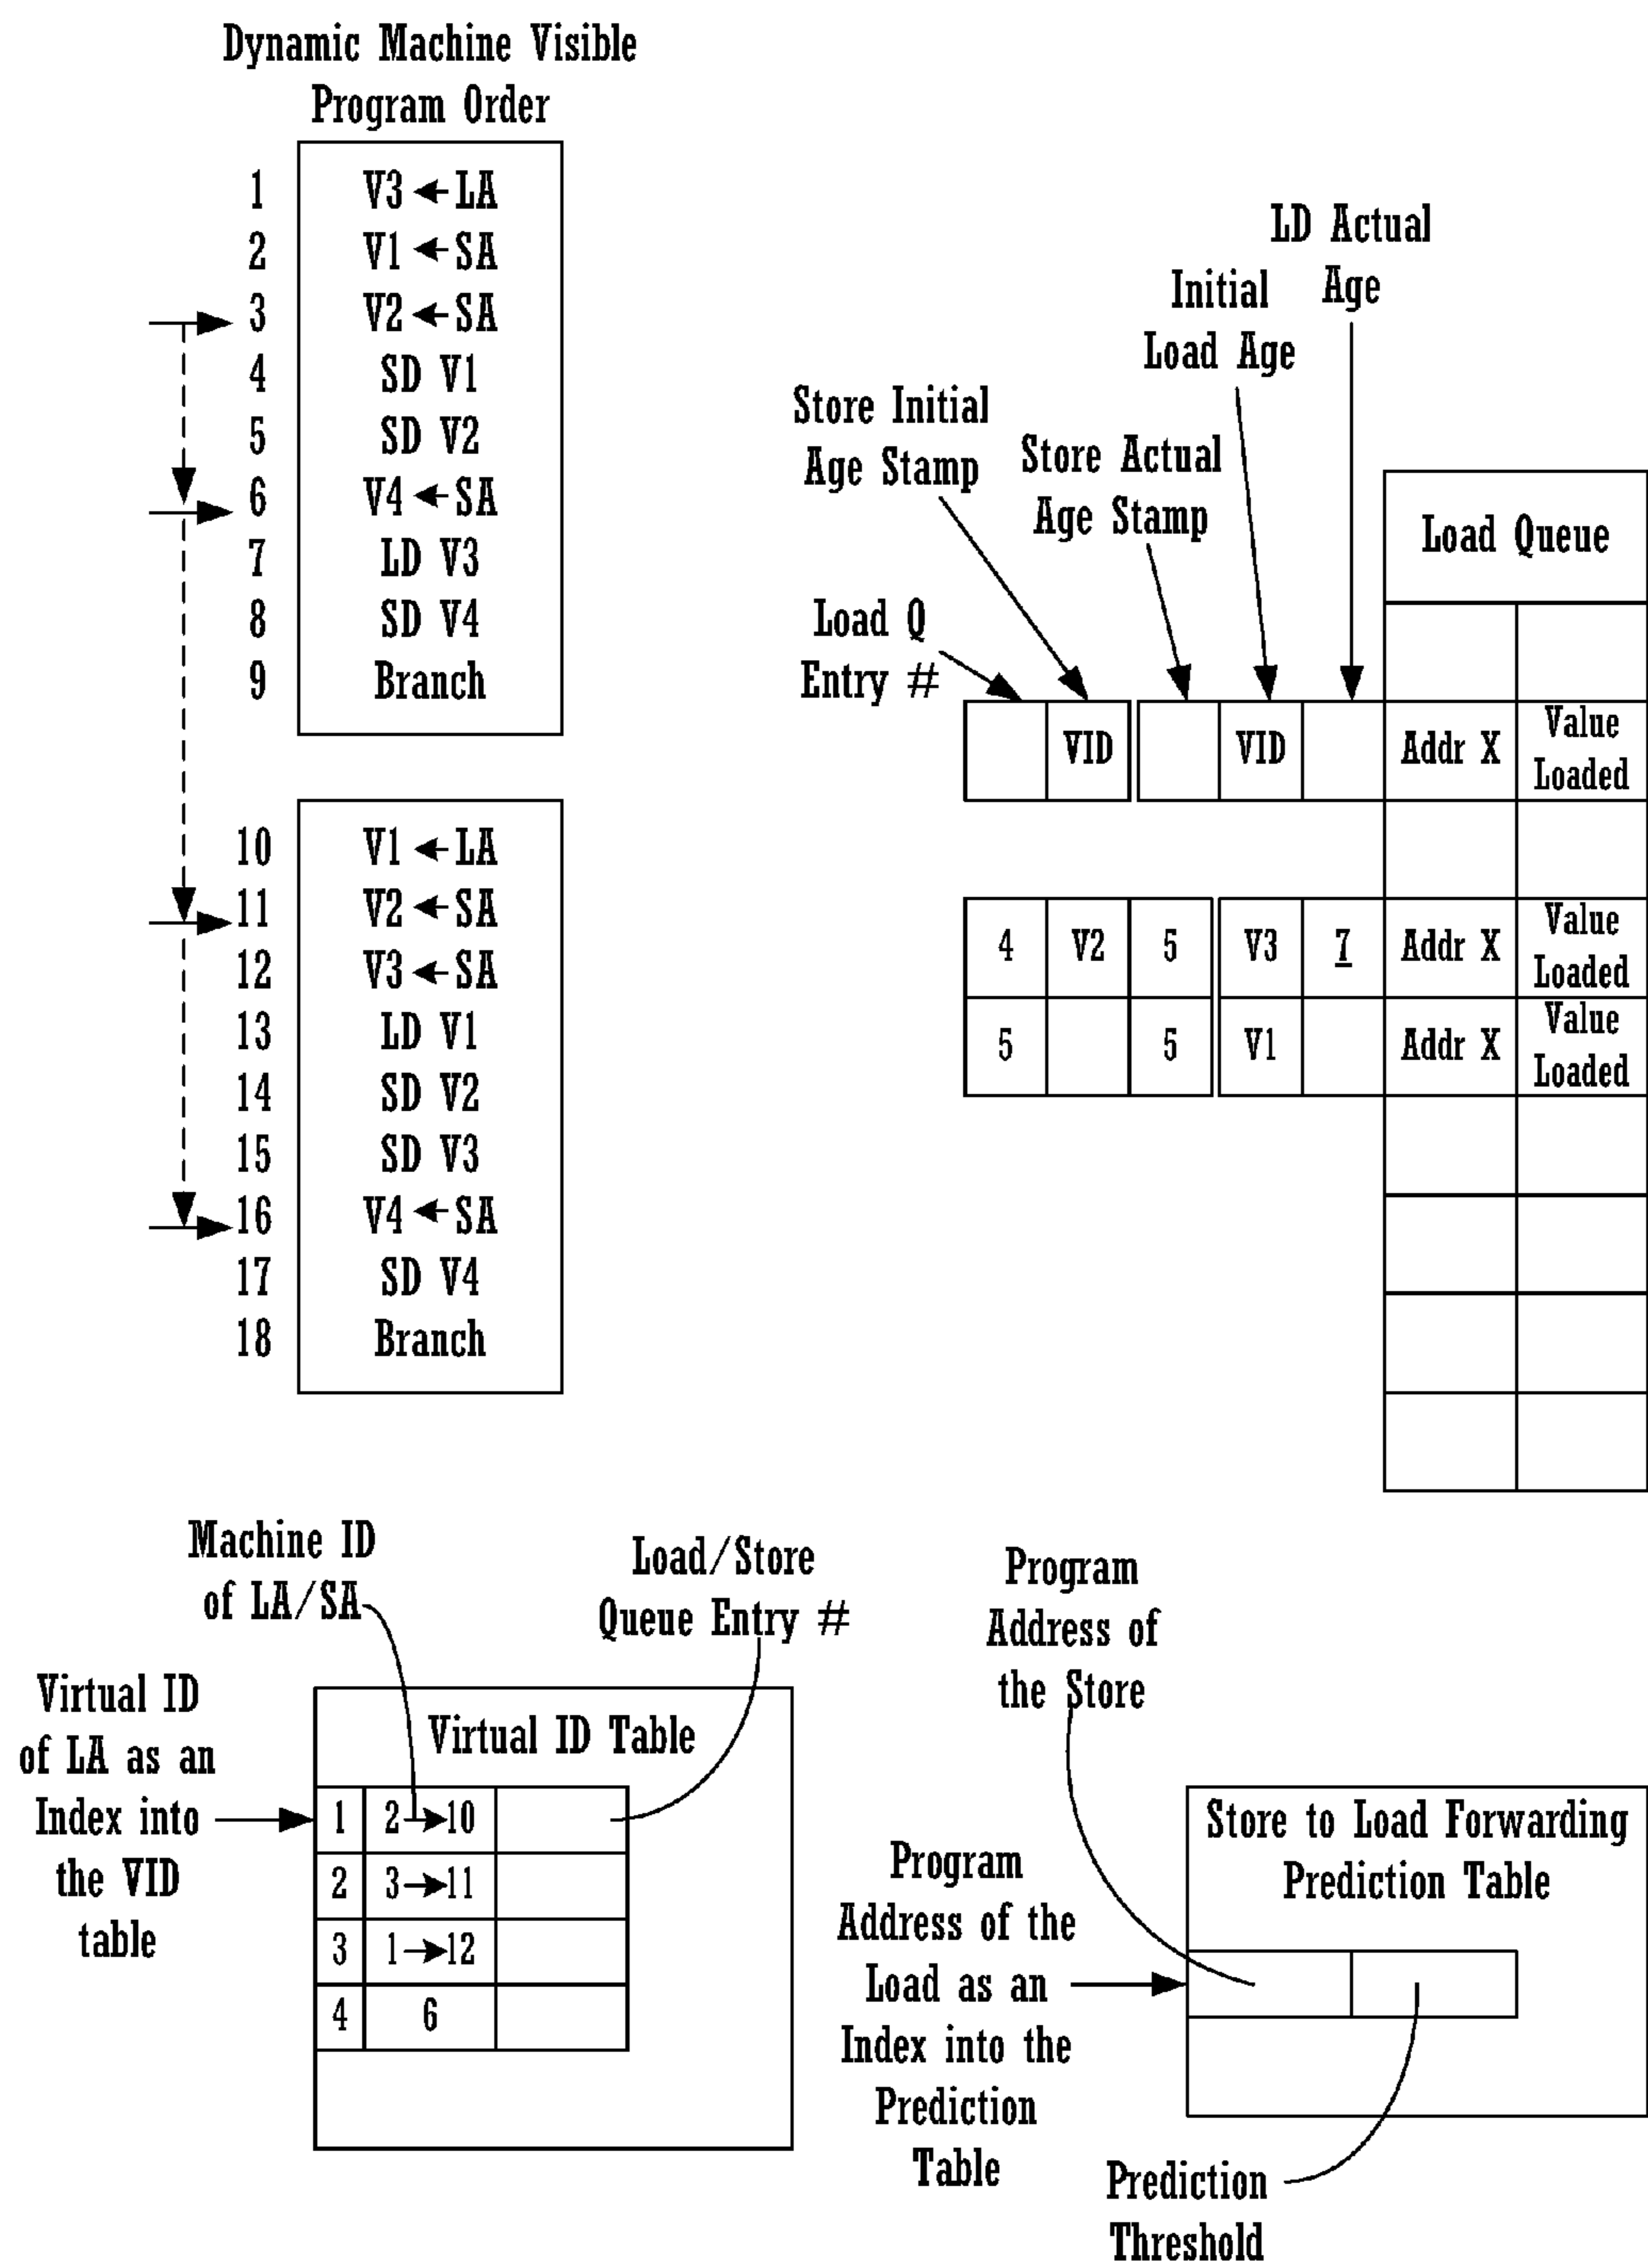 Dynamic Machine Visible
Program Order
1 V3 ← LA
2 V1 ← SA
3 V2 ← SA
4 SD V1
5 SD V2
6 V4 ← SA
7 LD V3
8 SD V4
9 Branch
10 V1 ← LA
11 V2 ← SA
12 V3 ← SA
13 LD V1
14 SD V2
15 SD V3
16 V4 ← SA
17 SD V4
18 Branch
LD Actual
Age
Initial
Load Age
Store Initial
Age Stamp
Store Actual
Age Stamp
Load Q
Entry #
Load Queue
VID VID Addr X Value
Loaded
4 V2 5 V3 7 Addr X Value
Loaded
5 5 V1 Addr X Value
Loaded
Machine ID
of LA/SA
Load/Store
Queue Entry #
Virtual ID
of LA as an
Index into
the VID
table
Virtual ID Table
1 2→10
2 3→11
3 1→12
4 6
Program
Address of
the Store
Program
Address of the
Load as an
Index into the
Prediction
Table
Store to Load Forwarding
Prediction Table
Prediction
Threshold